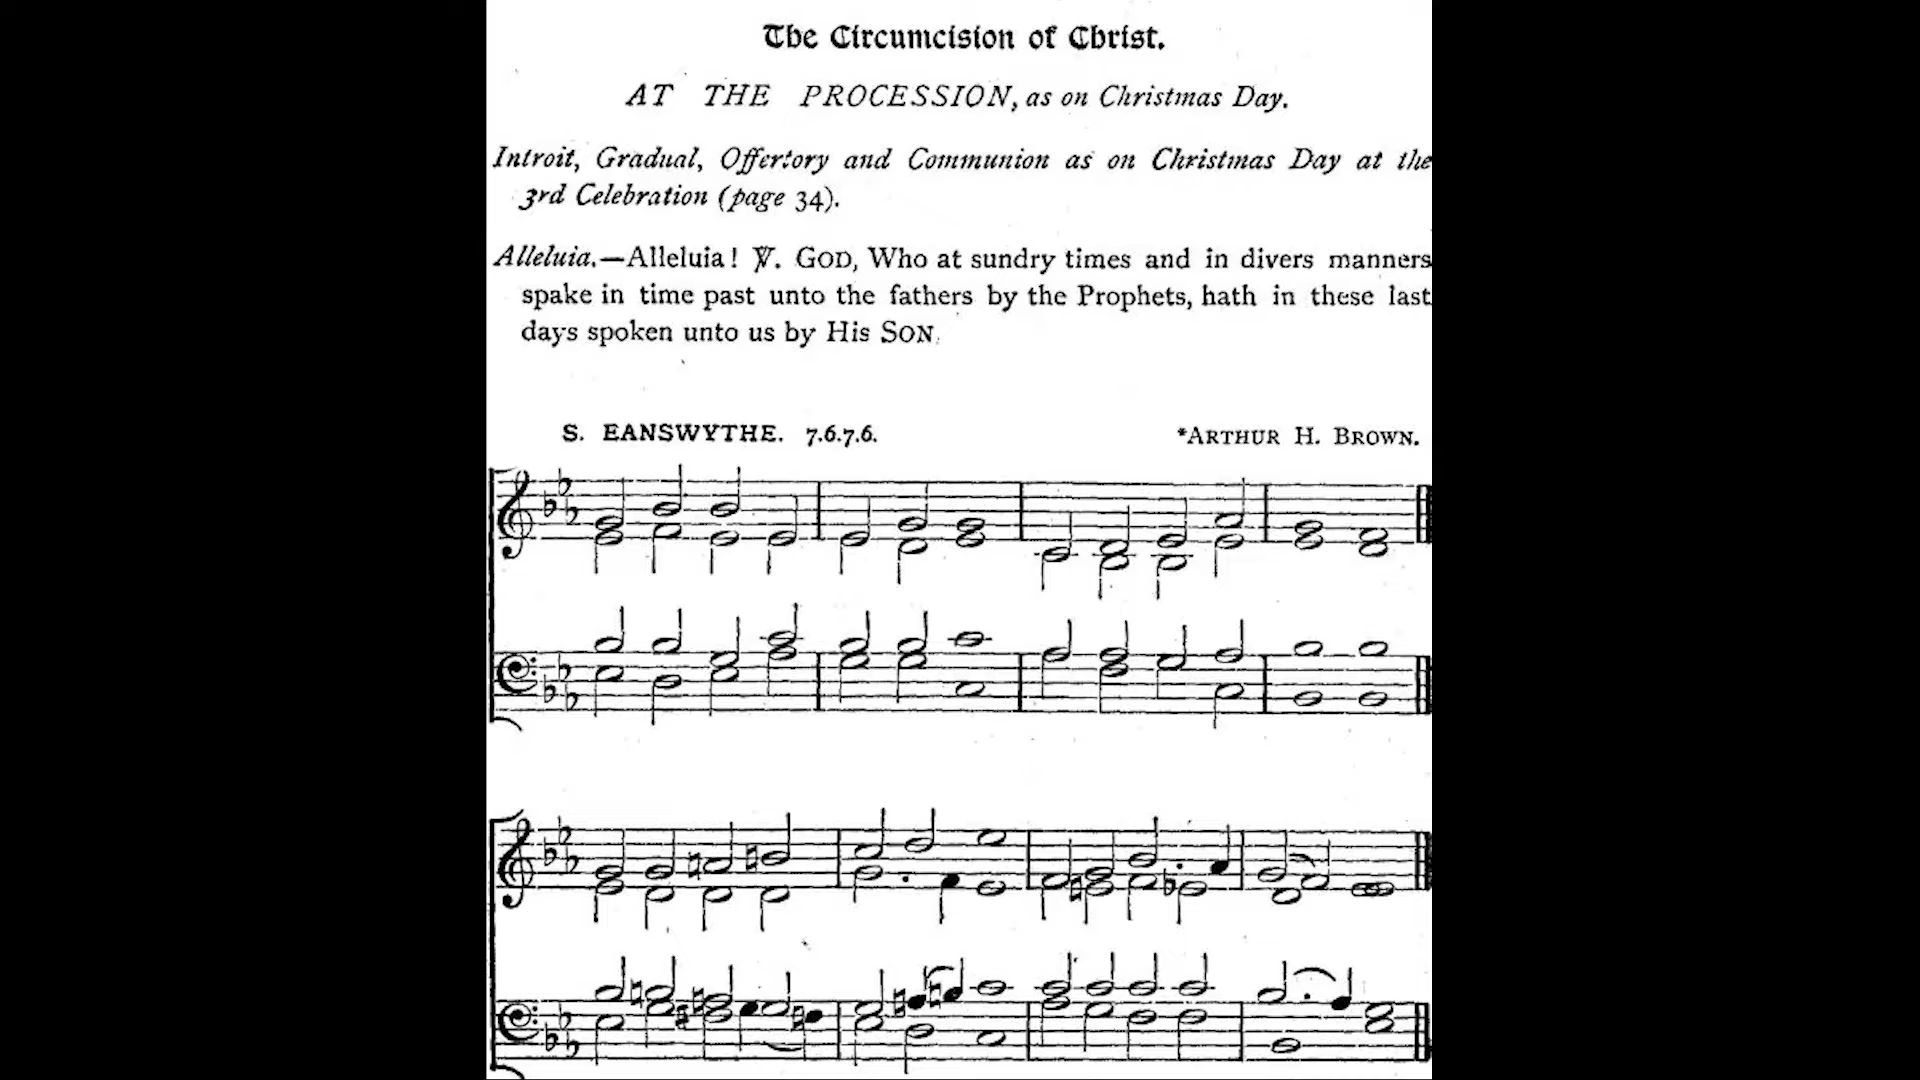 The Circumcision of Christ.
AT THE PROCESSION, as on Christmas Day.
Introit, Gradual, Offertory and Communion as on Christmas Day at the
3rd Celebration (page 34).
Alleluia.—Alleluia! ℣. GOD, Who at sundry times and in divers manners
spake in time past unto the fathers by the Prophets, hath in these last
days spoken unto us by His SON.
S. EANSWYTHE. 7.6.7.6. *ARTHUR H. BROWN.